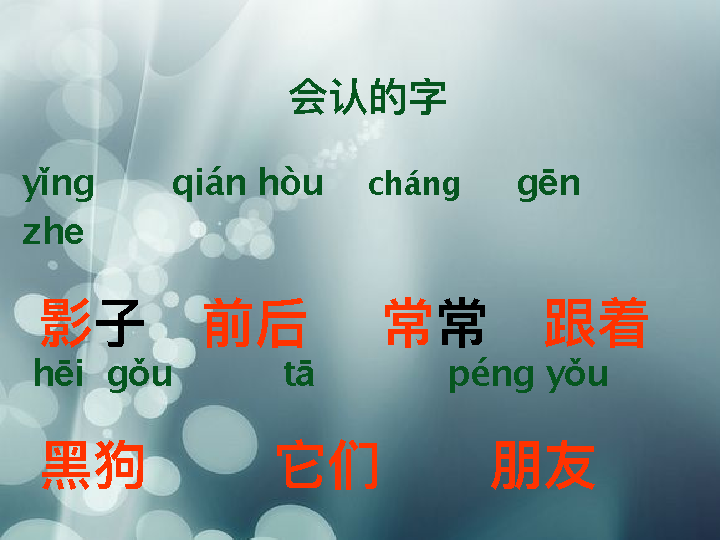 会认的字
yǐng qián hòu cháng gēn
zhe
影子 前后 常常 跟着
hēi gǒu tā péng yǒu
黑狗 它们 朋友